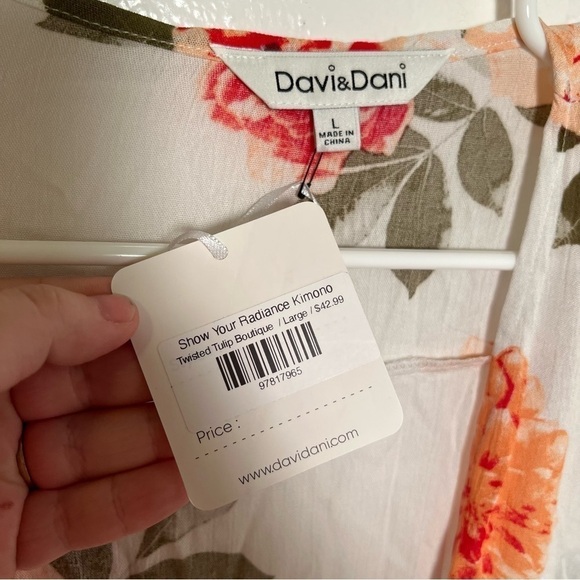 Davi&Dani
L
MADE IN
CHINA
Show Your Radiance Kimono
Twisted Tulip Boutique / Large / $42.99
97817965
Price :
www.davidani.com